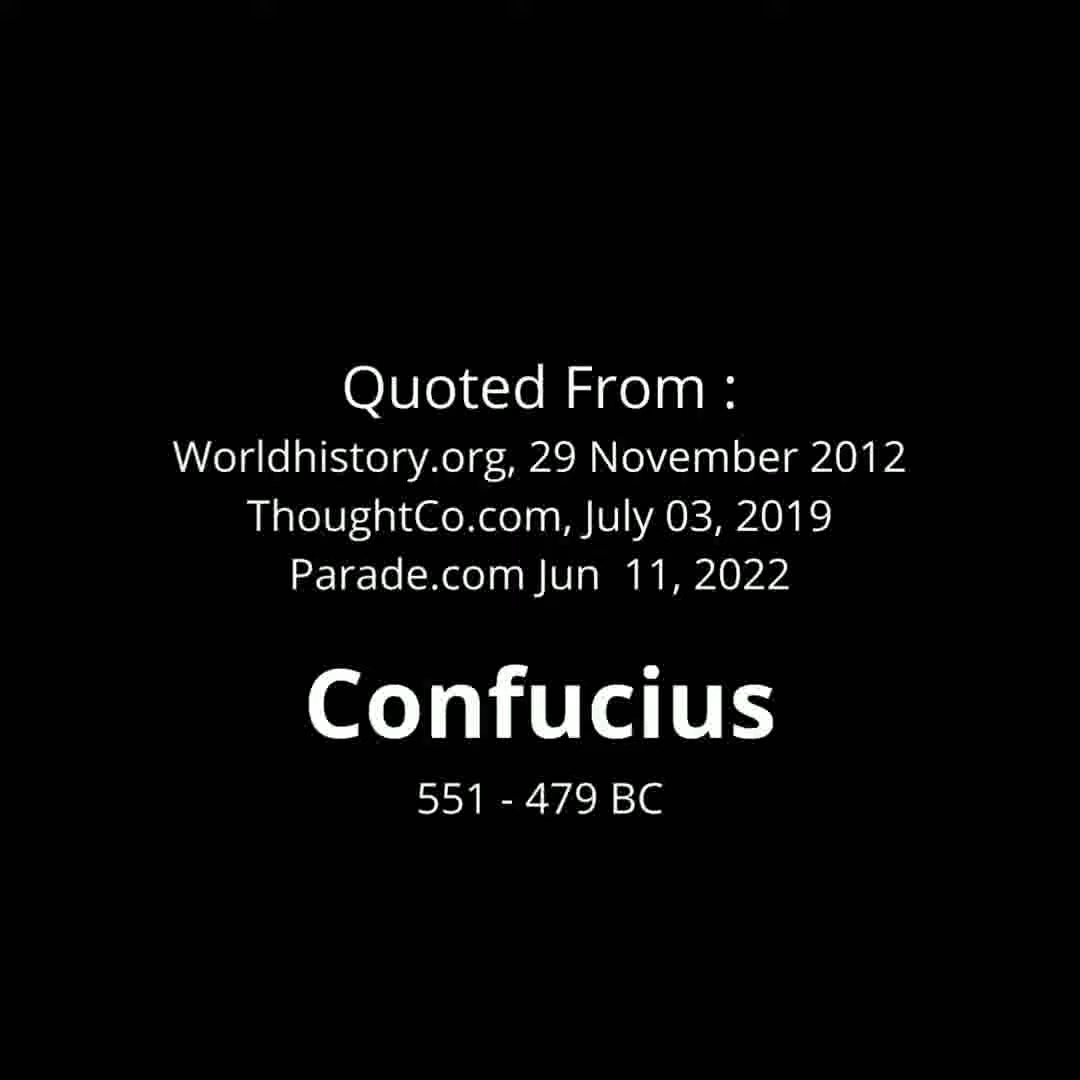 Quoted From :
Worldhistory.org, 29 November 2012
ThoughtCo.com, July 03, 2019
Parade.com Jun  11, 2022
Confucius
551 - 479 BC